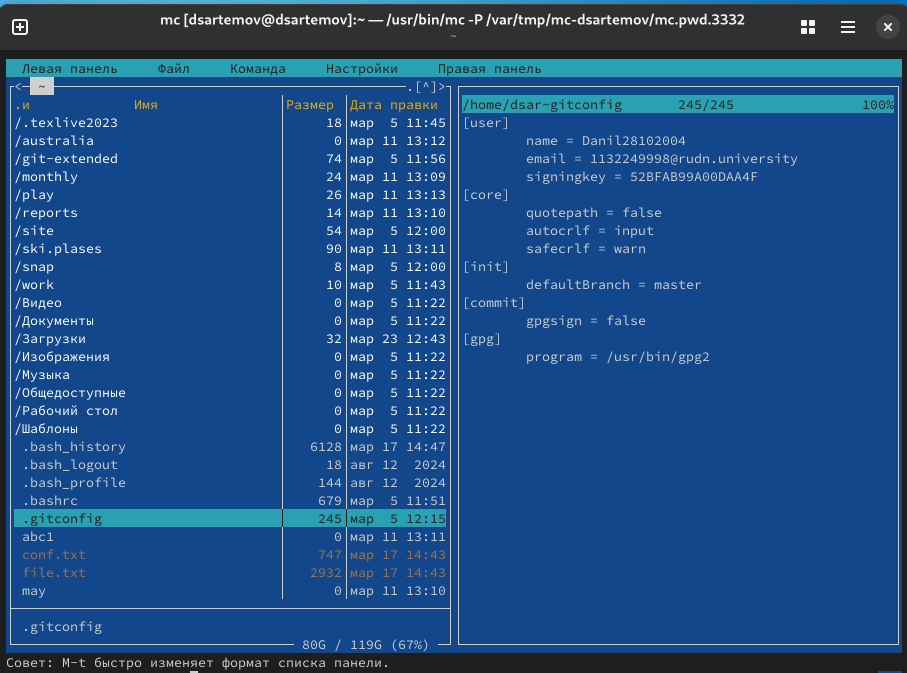 mc [dsartemov@dsartemov]:~ — /usr/bin/mc -P /var/tmp/mc-dsartemov/mc.pwd.3332
~
Левая панель Файл Команда Настройки Правая панель
<─ ~ .[^]>
.и Имя Размер Дата правки
/.texlive2023 18 мар 5 11:45
/australia 0 мар 11 13:12
/git-extended 74 мар 5 11:56
/monthly 24 мар 11 13:09
/play 26 мар 11 13:13
/reports 14 мар 11 13:10
/site 54 мар 5 12:00
/ski.plases 90 мар 11 13:11
/snap 8 мар 5 12:00
/work 10 мар 5 11:43
/Видео 0 мар 5 11:22
/Документы 0 мар 5 11:22
/Загрузки 32 мар 23 12:43
/Изображения 0 мар 5 11:22
/Музыка 0 мар 5 11:22
/Общедоступные 0 мар 5 11:22
/Рабочий стол 0 мар 5 11:22
/Шаблоны 0 мар 5 11:22
.bash_history 6128 мар 17 14:47
.bash_logout 18 авг 12 2024
.bash_profile 144 авг 12 2024
.bashrc 679 мар 5 11:51
.gitconfig 245 мар 5 12:15
abc1 0 мар 11 13:11
conf.txt 747 мар 17 14:43
file.txt 2932 мар 17 14:43
may 0 мар 11 13:10
.gitconfig
80G / 119G (67%)
/home/dsar~gitconfig 245/245 100%
[user]
name = Danil28102004
email = 1132249998@rudn.university
signingkey = 52BFAB99A00DAA4F
[core]
quotepath = false
autocrlf = input
safecrlf = warn
[init]
defaultBranch = master
[commit]
gpgsign = false
[gpg]
program = /usr/bin/gpg2
Совет: M-t быстро изменяет формат списка панели.